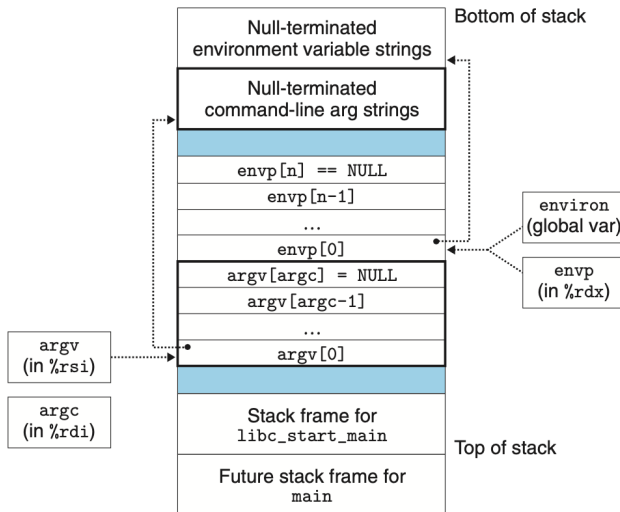 Bottom of stack
Null-terminated
environment variable strings
Null-terminated
command-line arg strings
envp[n] == NULL
envp[n-1]
...
envp[0]
environ
(global var)
envp
(in %rdx)
argv[argc] = NULL
argv[argc-1]
...
argv[0]
argv
(in %rsi)
argc
(in %rdi)
Stack frame for
libc_start_main
Top of stack
Future stack frame for
main